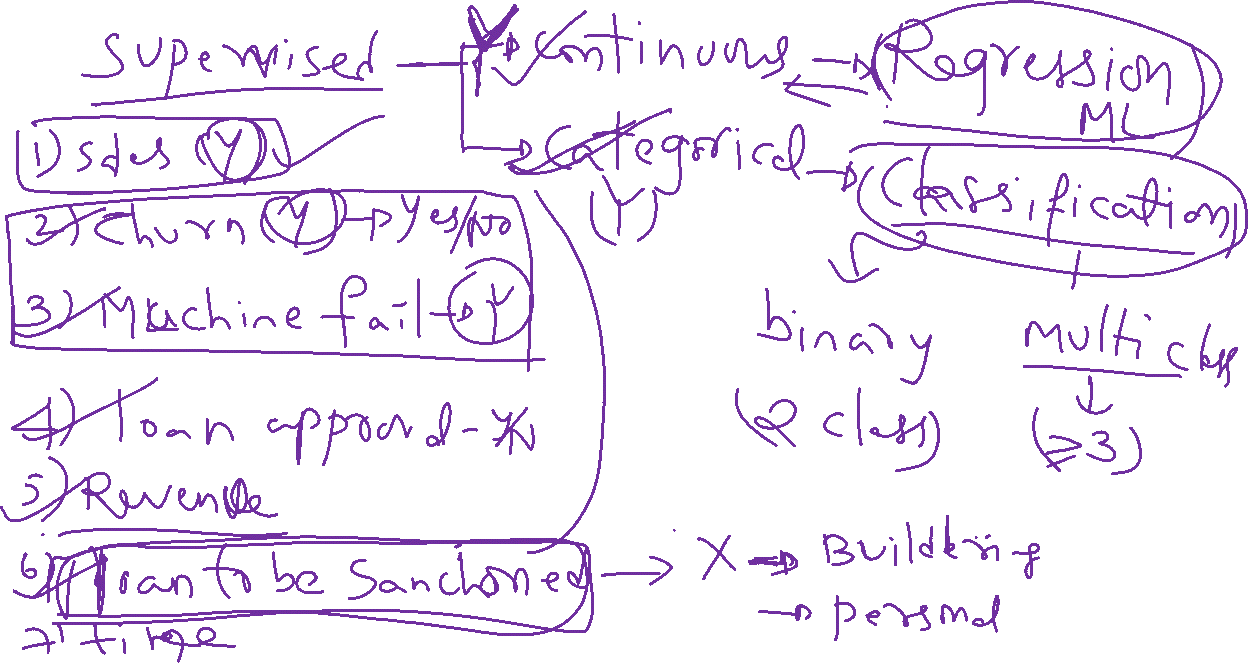 Supervised → Y → Continuous → Regression
ML
→ Categorical → Classification
(Y)
1) Sales (Y)
2) Churn (Y) → Yes/No
3) Machine fail → Y
binary
multi class
(2 class)
(≥3)
4) loan approval - Y/N
5) Revenue
6) loan to be Sanctioned → X →
→ personal
7) time